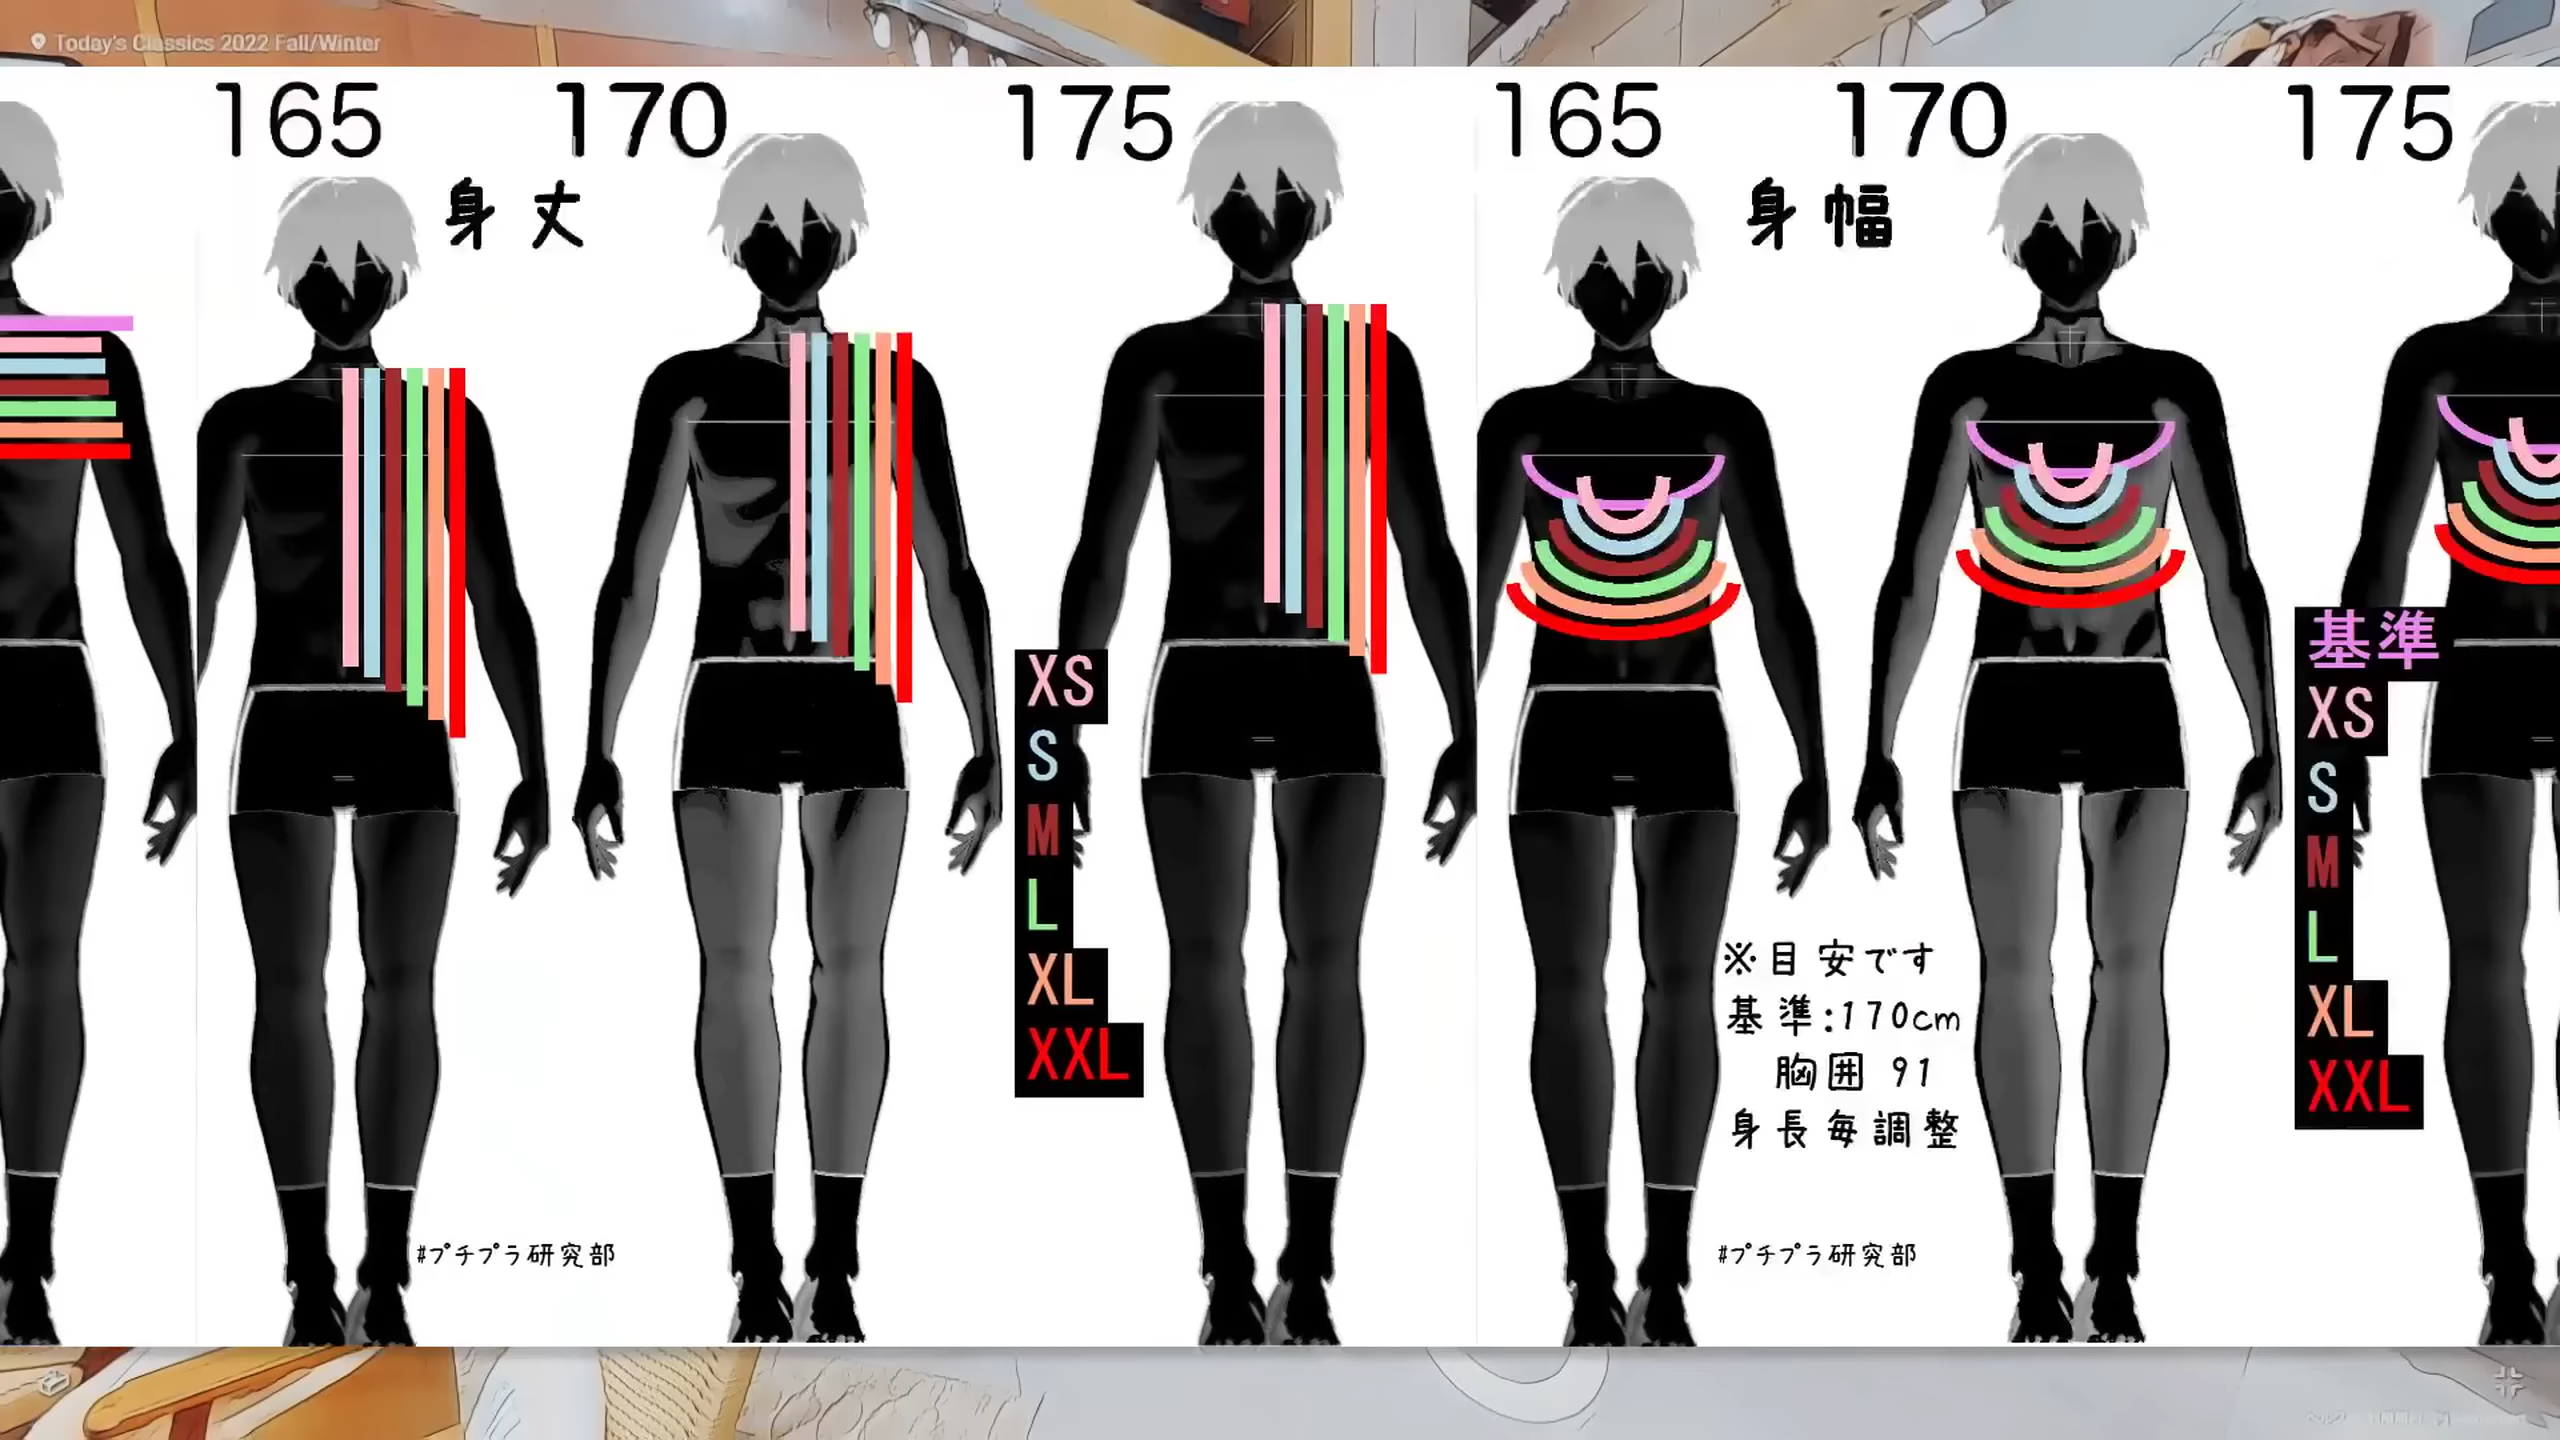 Today's Classics 2022 Fall/Winter
165
170
175
身丈
XS
S
M
L
XL
XXL
#プチプラ研究部
165
170
175
身幅
基準
XS
S
M
L
XL
XXL
※目安です
基準:170cm
胸囲 91
身長毎調整
#プチプラ研究部